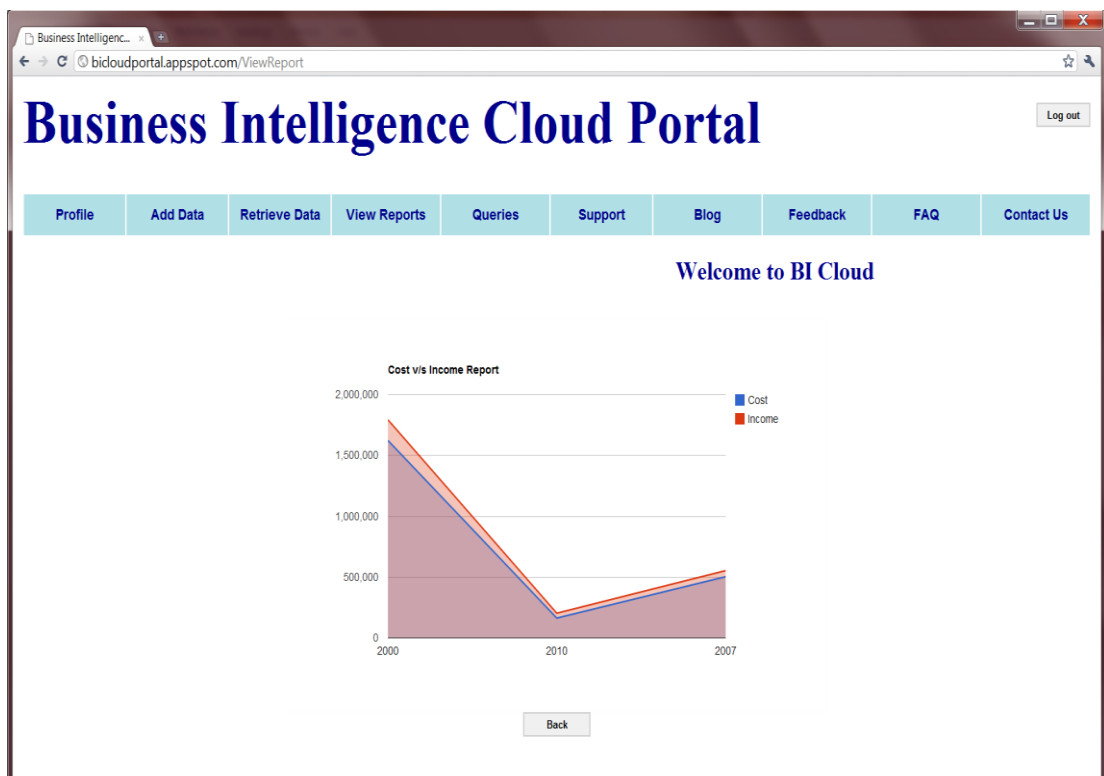 Business Intelligenc...
bicloudportal.appspot.com/ViewReport
Business Intelligence Cloud Portal
Log out
Profile Add Data Retrieve Data View Reports Queries Support Blog Feedback FAQ Contact Us
Welcome to BI Cloud
Cost v/s Income Report
2,000,000
Cost
Income
1,500,000
1,000,000
500,000
0
2000 2010 2007
Back